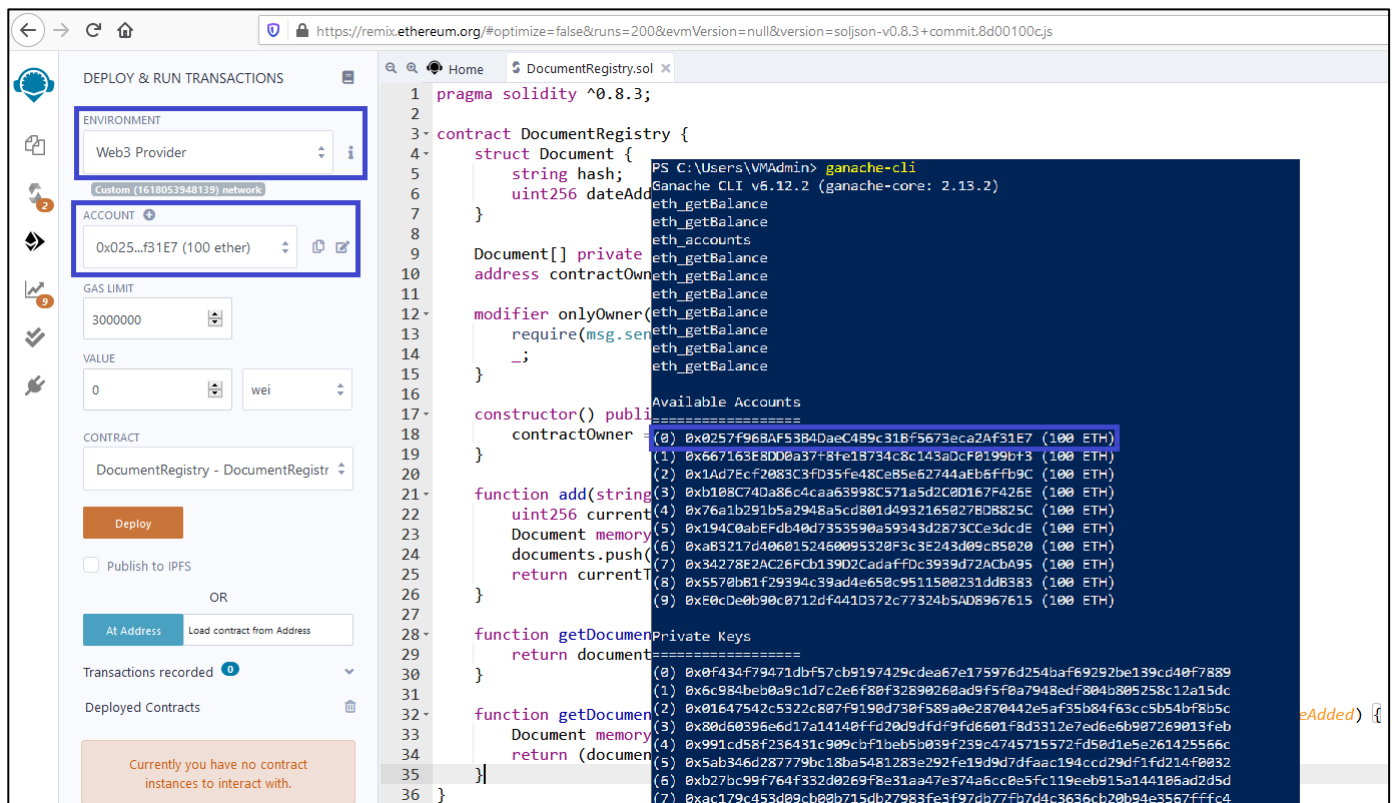 https://remix.ethereum.org/#optimize=false&runs=200&evmVersion=null&version=soljson-v0.8.3+commit.8d00100c.js
DEPLOY & RUN TRANSACTIONS
ENVIRONMENT
Web3 Provider
i
Custom (1618053948139) network
2
ACCOUNT
0x025...f31E7 (100 ether)
9
GAS LIMIT
3000000
VALUE
0
wei
CONTRACT
DocumentRegistry - DocumentRegistr
Deploy
Publish to IPFS
OR
At Address
Load contract from Address
Transactions recorded 0
Deployed Contracts
Currently you have no contract
instances to interact with.
Home
DocumentRegistry.sol
1 pragma solidity ^0.8.3;
2
3 contract DocumentRegistry {
4 struct Document {
5 string hash;
6 uint256 dateAdd
7 }
8
9 Document[] private
10 address contractOwn
11
12 modifier onlyOwner(
13 require(msg.sen
14 _;
15 }
16
17 constructor() publi
18 contractOwner =
19 }
20
21 function add(string
22 uint256 current
23 Document memory
24 documents.push(
25 return currentT
26 }
27
28 function getDocumen
29 return document
30 }
31
32 function getDocumen
eAdded) {
33 Document memory
34 return (documen
35 }
36 }
PS C:\Users\VMAdmin> ganache-cli
Ganache CLI v6.12.2 (ganache-core: 2.13.2)
eth_getBalance
eth_getBalance
eth_accounts
eth_getBalance
eth_getBalance
eth_getBalance
eth_getBalance
eth_getBalance
eth_getBalance
eth_getBalance
Available Accounts
==================
(0) 0x0257f96BAF53B4DaeC4B9c31Bf5673eca2Af31E7 (100 ETH)
(1) 0x667163E8DD0a37f8fe18734c8c143aDcF0199bf3 (100 ETH)
(2) 0x1Ad7Ecf2083C3fD35fe48CeB5e62744aEb6ffb9C (100 ETH)
(3) 0xb108C74Da86c4caa63998C571a5d2C0D167F426E (100 ETH)
(4) 0x76a1b291b5a2948a5cd801d4932165027BDB825C (100 ETH)
(5) 0x194C0abEFdb40d7353590a59343d2873CCe3dcdE (100 ETH)
(6) 0xaB3217d4060152460095320F3c3E243d09cB5020 (100 ETH)
(7) 0x34278E2AC26FCb139D2CadaffDc3939d72ACbA95 (100 ETH)
(8) 0x5570bB1f29394c39ad4e650c9511500231ddB383 (100 ETH)
(9) 0xE0cDe0b90c0712df441D372c77324b5AD8967615 (100 ETH)
Private Keys
==================
(0) 0x0f434f79471dbf57cb9197429cdea67e175976d254baf69292be139cd40f7889
(1) 0x6c984beb0a9c1d7c2e6f80f32890260ad9f5f0a7948edf804b805258c12a15dc
(2) 0x01647542c5322c807f9190d730f589a0e2870442e5af35b84f63cc5b54bf8b5c
(3) 0x80d60396e6d17a14140ffd20d9dfdf9fd6601f8d3312e7ed6e6b907269013feb
(4) 0x991cd58f236431c909cbf1beb5b039f239c4745715572fd50d1e5e261425566c
(5) 0x5ab346d287779bc18ba5481283e292fe19d9d7dfaac194ccd29df1fd214f0032
(6) 0xb27bc99f764f332d0269f8e31aa47e374a6cc0e5fc119eeb915a144106ad2d5d
(7) 0xac179c453d09cb00b715db27983fe3f97db77fb7d4c3636cb20b94e3567fffc4